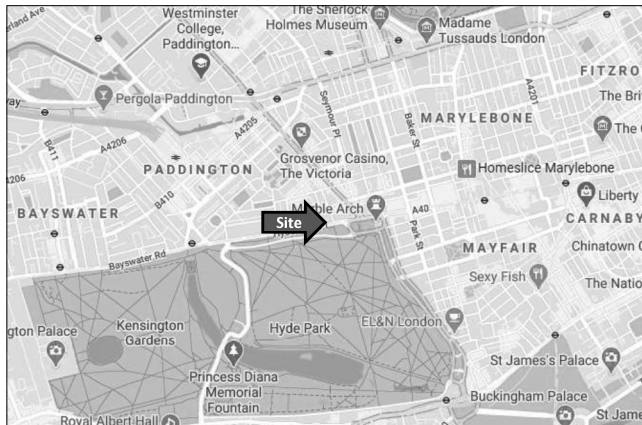 Westminster
College,
Paddington...
The Sherlock
Holmes Museum
Madame
Tussauds London
FITZRO
The Bri
The
A4201
Pergola Paddington
way
A4206
A4205
Seymour Pl
Baker St
MARYLEBONE
B411
4206
PADDINGTON
Grosvenor Casino,
The Victoria
Homeslice Marylebone
B410
BAYSWATER
Site
Marble Arch
A40
Liberty
CARNABY
Park St
MAYFAIR
Chinatown
Bayswater Rd
Sexy Fish
The Natio
gton Palace
Kensington
Gardens
Hyde Park
EL&N London
St James's Palace
Princess Diana
Memorial
Fountain
Buckingham Palace
Royal Albert Hall
St Jame